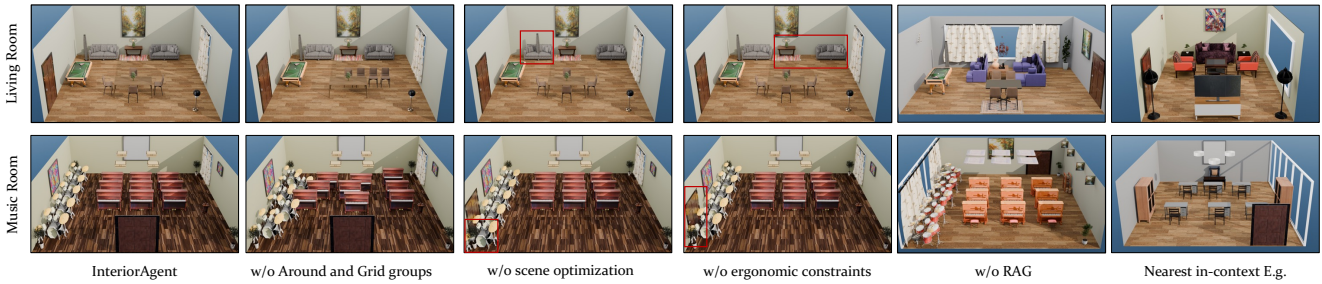 Living Room
Music Room
InteriorAgent
w/o Around and Grid groups
w/o scene optimization
w/o ergonomic constraints
w/o RAG
Nearest in-context E.g.